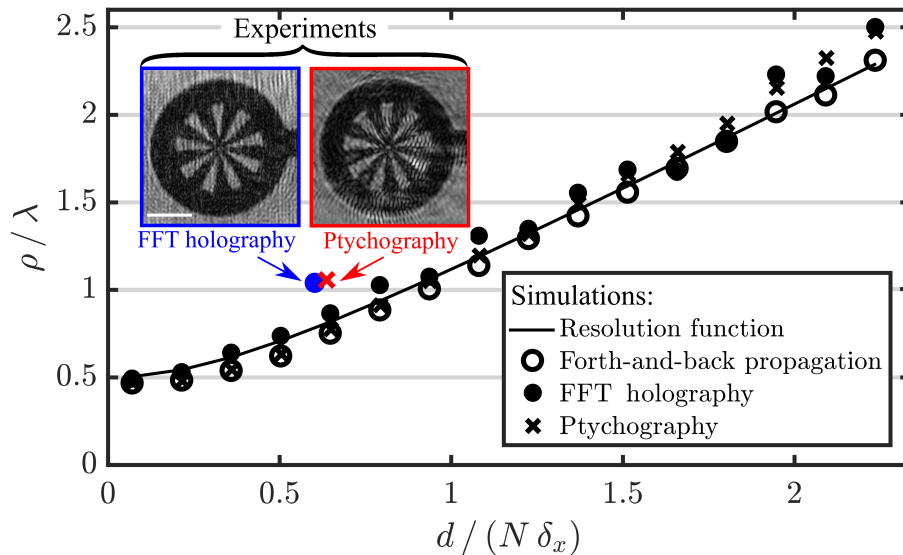 Experiments
FFT holography
Ptychography
2.5
2
1.5
1
0.5
0
ρ / λ
Simulations:
Resolution function
Forth-and-back propagation
FFT holography
Ptychography
0
0.5
1
1.5
2
d / (N δₓ)